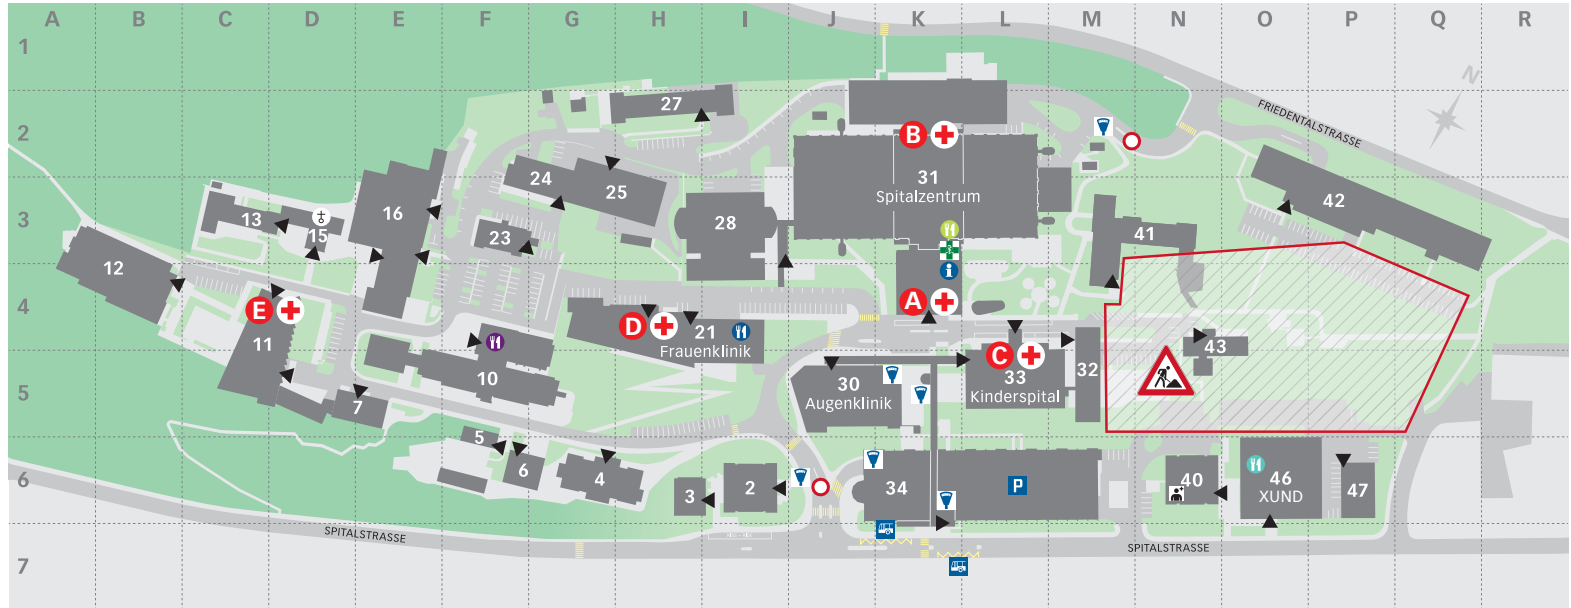 A B C D E F G H I J K L M N O P Q R
1
N
27
FRIEDENTALSTRASSE
2
B
24
25
31
Spitalzentrum
42
3
13
15
16
23
28
41
12
4
E
D
21
Frauenklinik
A
i
11
10
C
33
Kinderspital
32
43
5
7
30
Augenklinik
5
6
4
3
2
34
P
40
46
XUND
47
6
SPITALSTRASSE
SPITALSTRASSE
7